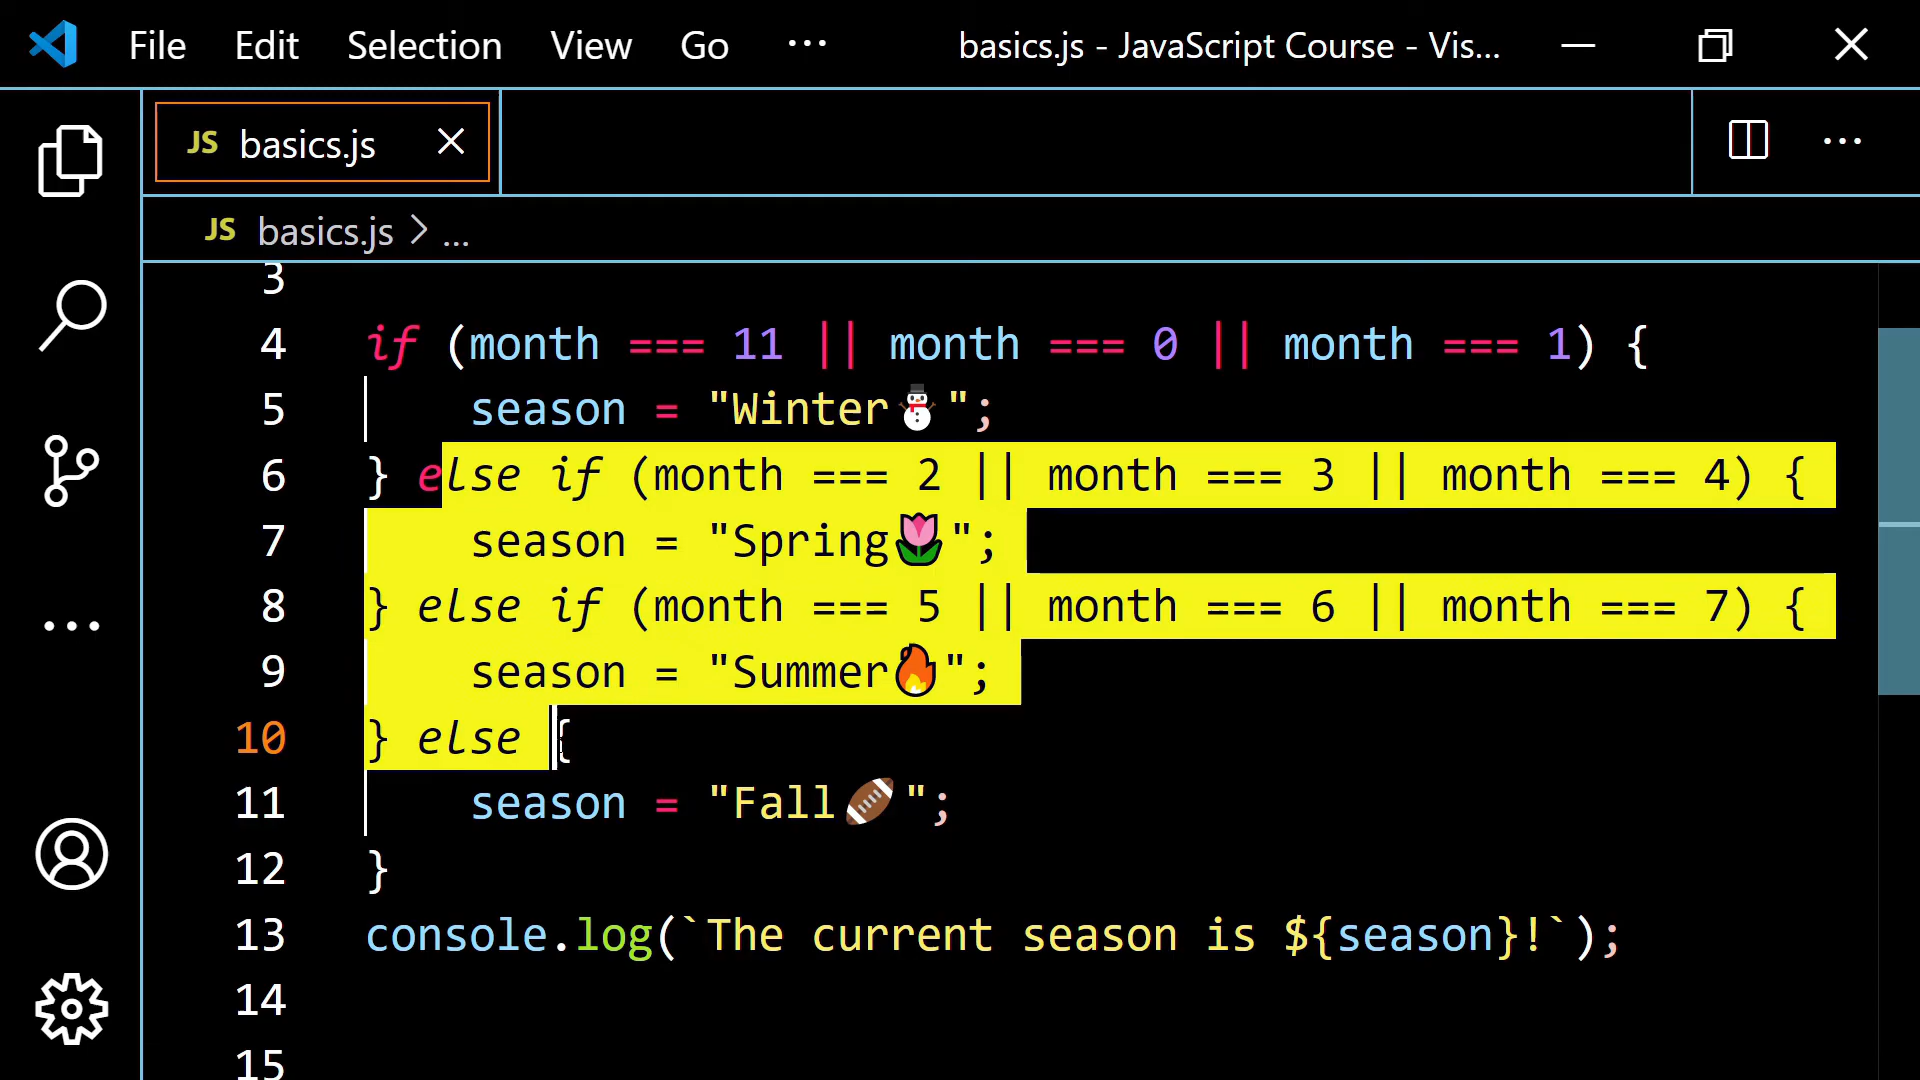 File Edit Selection View Go ··· basics.js - JavaScript Course - Vis...
JS basics.js
JS basics.js > ...
3
4 if (month === 11 || month === 0 || month === 1) {
5 season = "Winter⛄";
6 } else if (month === 2 || month === 3 || month === 4) {
7 season = "Spring🌷";
8 } else if (month === 5 || month === 6 || month === 7) {
9 season = "Summer🔥";
10 } else {
11 season = "Fall🏈";
12 }
13 console.log(`The current season is ${season}!`);
14
15